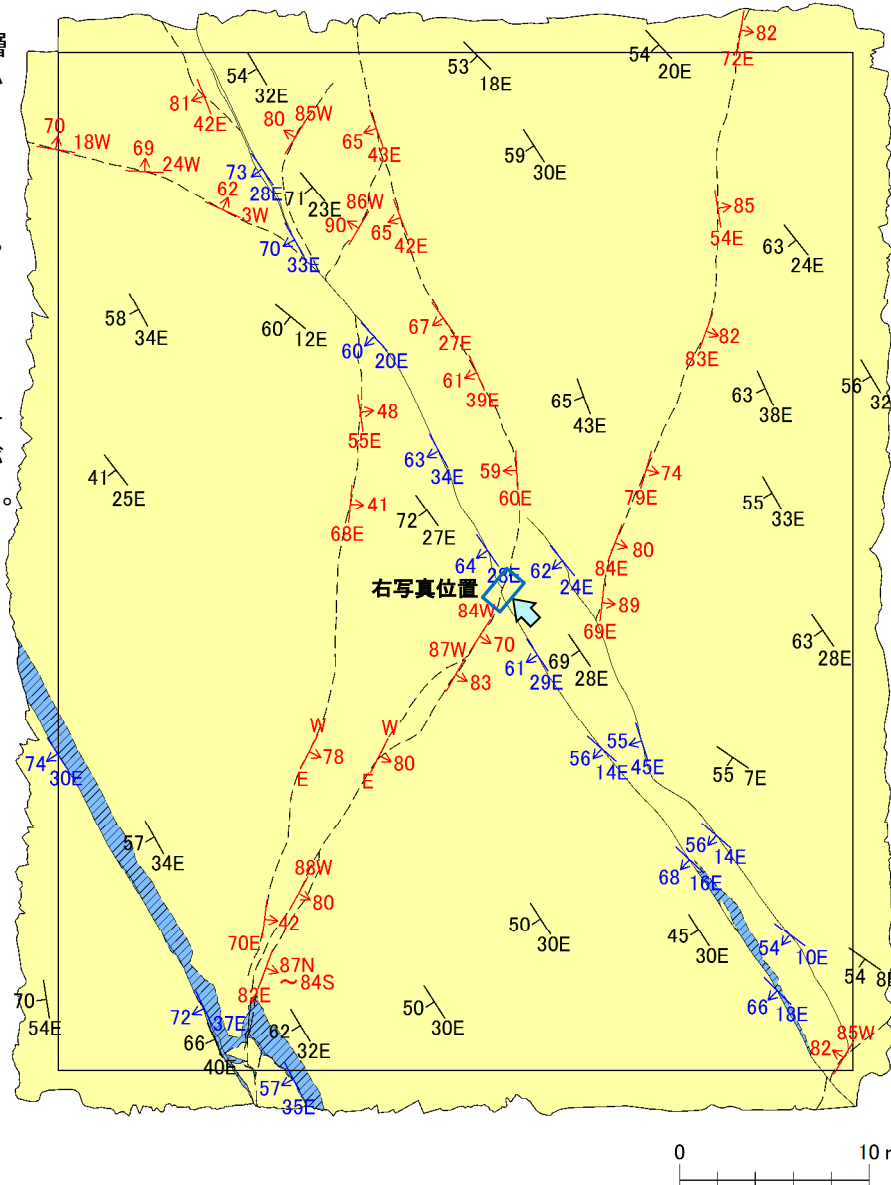 層
。
。
82
72E
54
32E
53
18E
54
20E
81
42E
80
85W
65
43E
70
18W
69
24W
62
3W
73
28E
71
23E
59
30E
86W
90
65
42E
85
54E
70
33E
63
24E
58
34E
60
12E
60
20E
67
27E
61
39E
82
83E
65
43E
63
38E
56
32
48
55E
63
34E
59
60E
74
79E
41
25E
41
68E
72
27E
55
33E
64
28E
62
24E
80
84E
右写真位置
84W
89
69E
87W
70
83
61
29E
69
28E
63
28E
W
78
E
W
80
E
56
14E
55
45E
55
7E
74
30E
57
34E
56
14E
68
16E
88W
80
42
70E
50
30E
45
30E
54
10E
54
8E
87N
～84S
82E
70
54E
72
37E
66
40E
62
32E
50
30E
66
18E
85W
82
57
35E
0
10 m